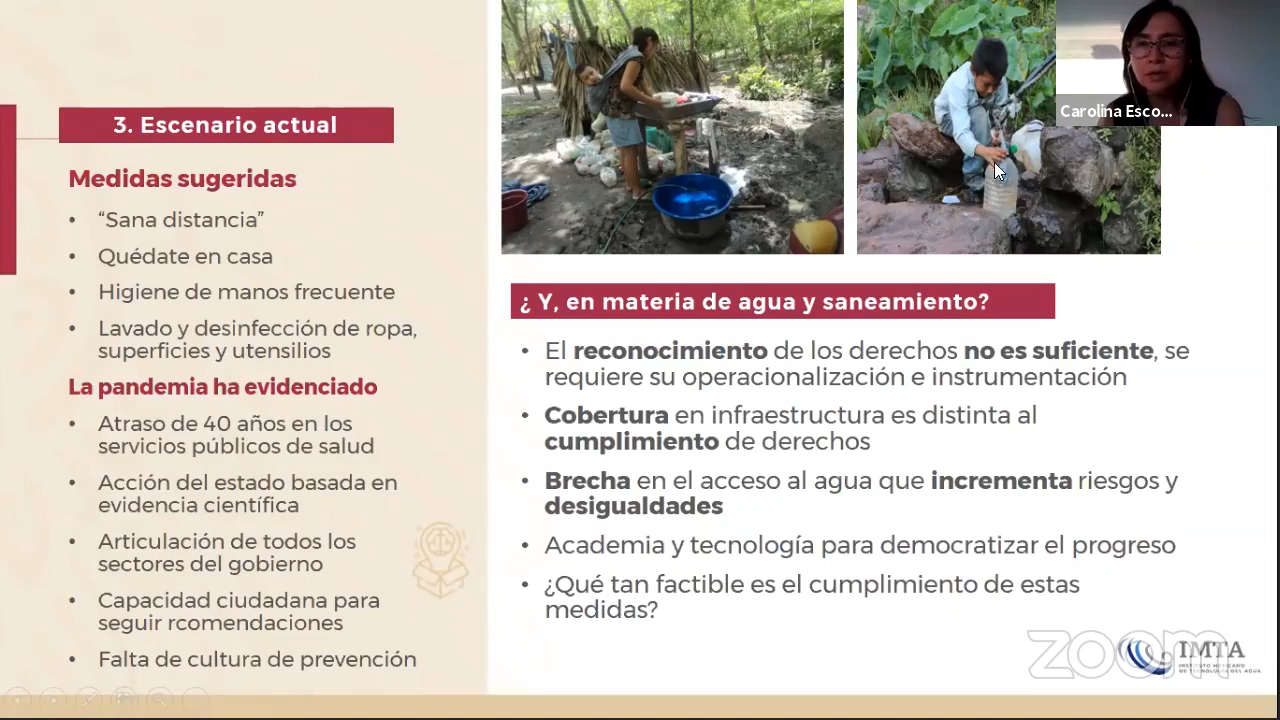 3. Escenario actual
Medidas sugeridas
• “Sana distancia”
• Quédate en casa
• Higiene de manos frecuente
• Lavado y desinfección de ropa,
superficies y utensilios
La pandemia ha evidenciado
• Atraso de 40 años en los
servicios públicos de salud
• Acción del estado basada en
evidencia científica
• Articulación de todos los
sectores del gobierno
• Capacidad ciudadana para
seguir rcomendaciones
• Falta de cultura de prevención
Carolina Esco...
¿ Y, en materia de agua y saneamiento?
• El reconocimiento de los derechos no es suficiente, se
requiere su operacionalización e instrumentación
• Cobertura en infraestructura es distinta al
cumplimiento de derechos
• Brecha en el acceso al agua que incrementa riesgos y
desigualdades
• Academia y tecnología para democratizar el progreso
• ¿Qué tan factible es el cumplimiento de estas
medidas?
zoom
IMTA
INSTITUTO MEXICANO
DE TECNOLOGÍA DEL AGUA